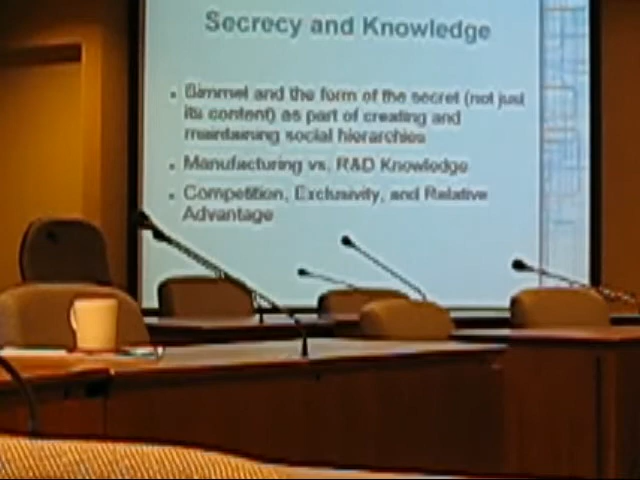 Secrecy and Knowledge
• Simmel and the form of the secret (not just
its content) as part of creating and
maintaining social hierarchies
• Manufacturing vs. R&D Knowledge
• Competition, Exclusivity, and Relative
Advantage